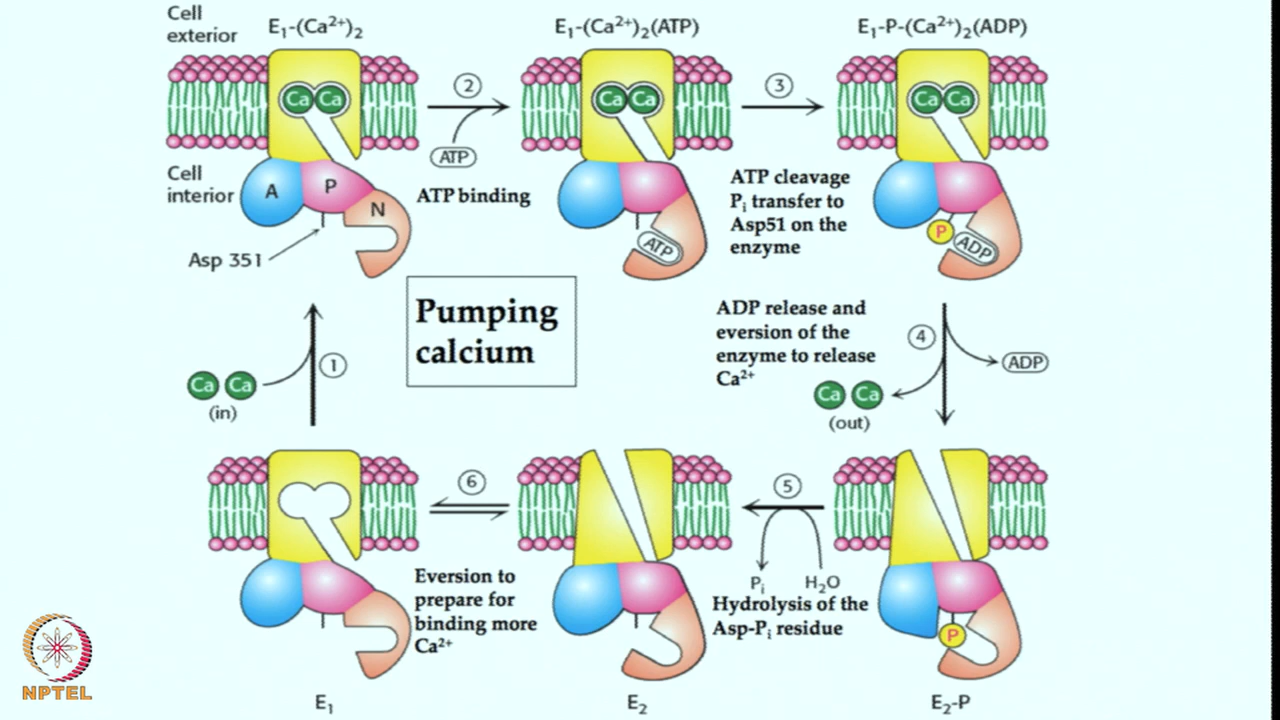 Cell
exterior
E₁-(Ca²⁺)₂
E₁-(Ca²⁺)₂(ATP)
E₁-P-(Ca²⁺)₂(ADP)
Ca Ca
2
ATP
ATP binding
Ca Ca
3
Ca Ca
Cell
interior
A
P
N
Asp 351
ATP
ATP cleavage
Pᵢ transfer to
Asp51 on the
enzyme
P
ADP
Pumping
calcium
ADP release and
eversion of the
enzyme to release
Ca²⁺
4
ADP
Ca Ca
(out)
1
Ca Ca
(in)
6
Eversion to
prepare for
binding more
Ca²⁺
5
Pᵢ
H₂O
Hydrolysis of the
Asp-Pᵢ residue
P
E₁
E₂
E₂-P
NPTEL